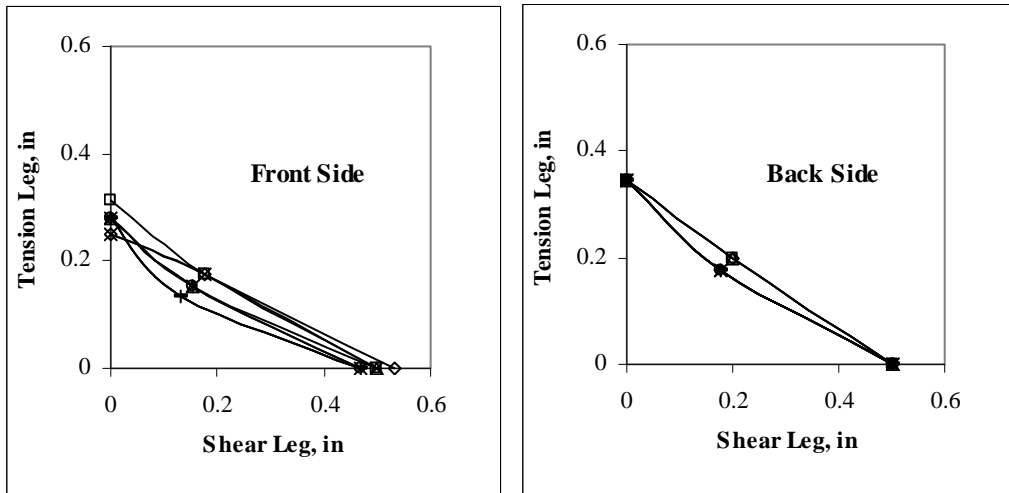 0.6
0.4
0.2
0
0 0.2 0.4 0.6
Tension Leg, in
Front Side
Shear Leg, in
0.6
0.4
0.2
0
0 0.2 0.4 0.6
Tension Leg, in
Back Side
Shear Leg, in